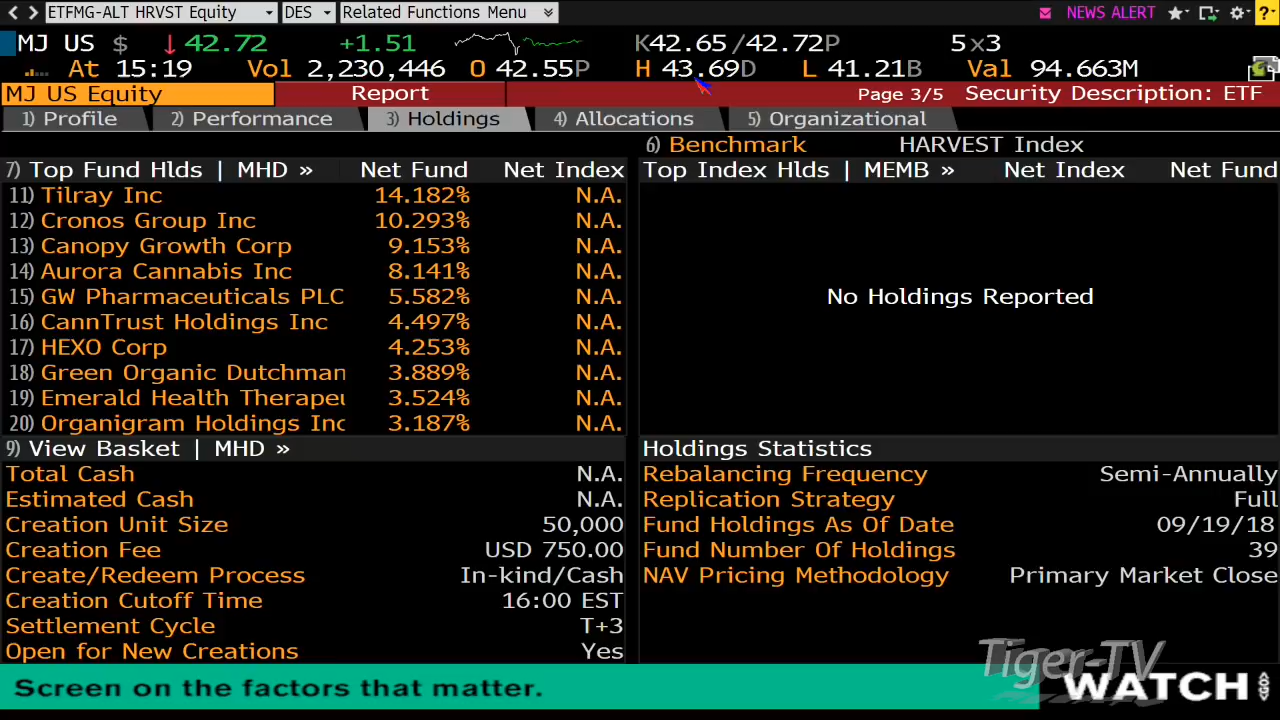 ETFMG-ALT HRVST Equity DES Related Functions Menu NEWS ALERT ?
MJ US $ ↓42.72 +1.51 K42.65/42.72P 5x3
At 15:19 Vol 2,230,446 O 42.55P H 43.69D L 41.21B Val 94.663M
MJ US Equity Report Page 3/5 Security Description: ETF
1) Profile 2) Performance 3) Holdings 4) Allocations 5) Organizational
6) Benchmark HARVEST Index
7) Top Fund Hlds | MHD » Net Fund Net Index Top Index Hlds | MEMB » Net Index Net Fund
11) Tilray Inc 14.182% N.A.
12) Cronos Group Inc 10.293% N.A.
13) Canopy Growth Corp 9.153% N.A.
14) Aurora Cannabis Inc 8.141% N.A.
15) GW Pharmaceuticals PLC 5.582% N.A.
No Holdings Reported
16) CannTrust Holdings Inc 4.497% N.A.
17) HEXO Corp 4.253% N.A.
18) Green Organic Dutchman 3.889% N.A.
19) Emerald Health Therapeu 3.524% N.A.
20) Organigram Holdings Inc 3.187% N.A.
9) View Basket | MHD » Holdings Statistics
Total Cash N.A. Rebalancing Frequency Semi-Annually
Estimated Cash N.A. Replication Strategy Full
Creation Unit Size 50,000 Fund Holdings As Of Date 09/19/18
Creation Fee USD 750.00 Fund Number Of Holdings 39
Create/Redeem Process In-kind/Cash NAV Pricing Methodology Primary Market Close
Creation Cutoff Time 16:00 EST
Settlement Cycle T+3
Open for New Creations Yes
Tiger-TV
Screen on the factors that matter. WATCH